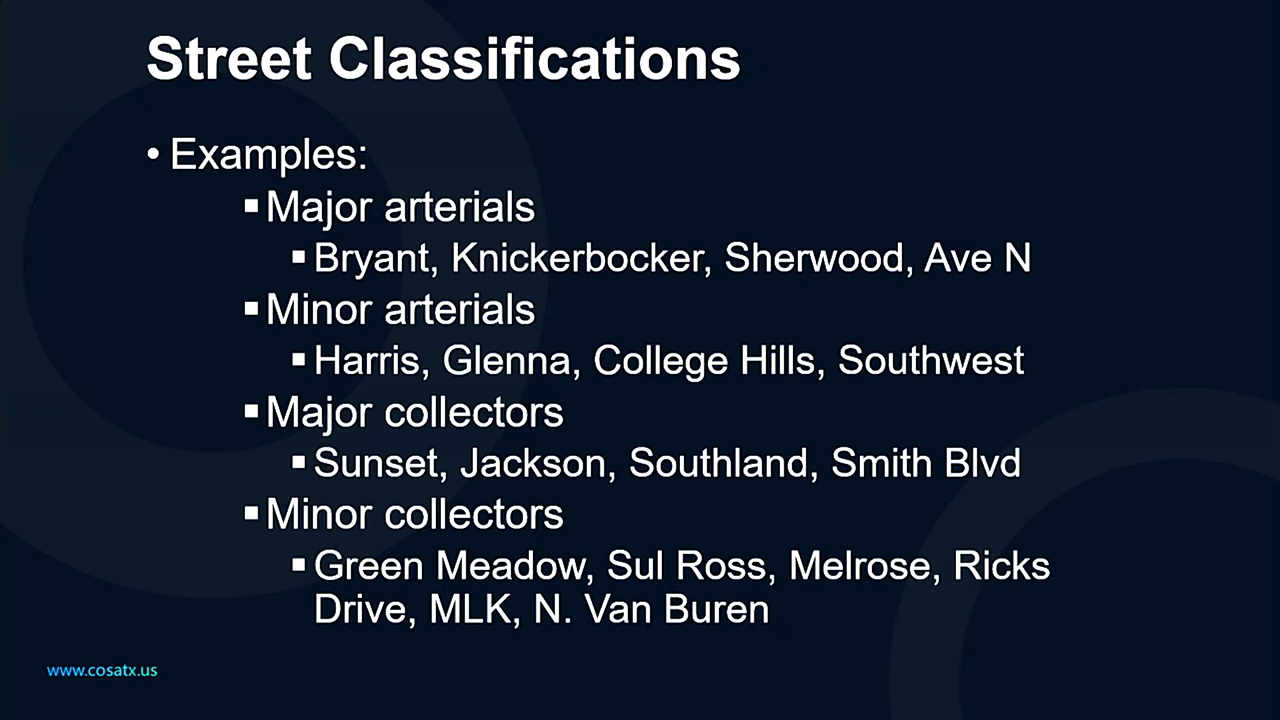 Street Classifications
• Examples:
▪ Major arterials
▪ Bryant, Knickerbocker, Sherwood, Ave N
▪ Minor arterials
▪ Harris, Glenna, College Hills, Southwest
▪ Major collectors
▪ Sunset, Jackson, Southland, Smith Blvd
▪ Minor collectors
▪ Green Meadow, Sul Ross, Melrose, Ricks
Drive, MLK, N. Van Buren
www.cosatx.us